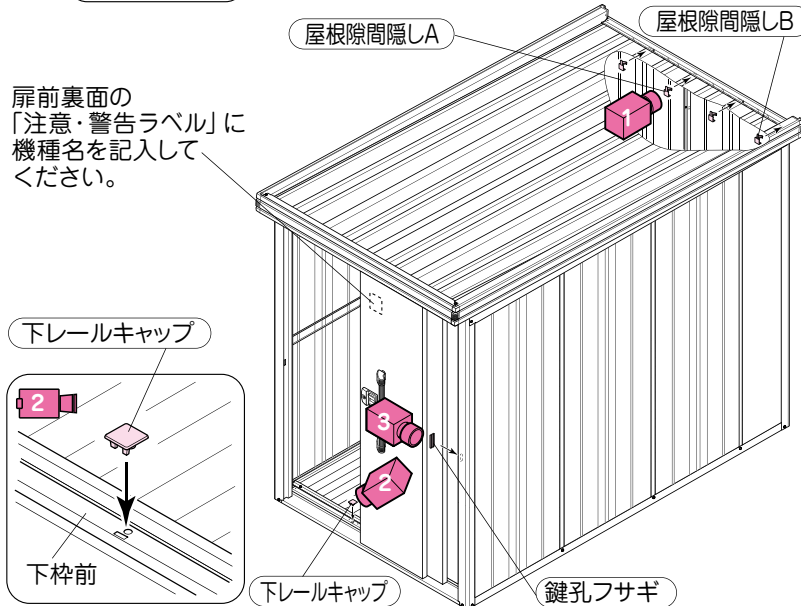 屋根隙間隠しA
屋根隙間隠しB
扉前裏面の
「注意・警告ラベル」に
機種名を記入して
ください。
1
下レールキャップ
2
3
2
下枠前
下レールキャップ
鍵孔フサギ